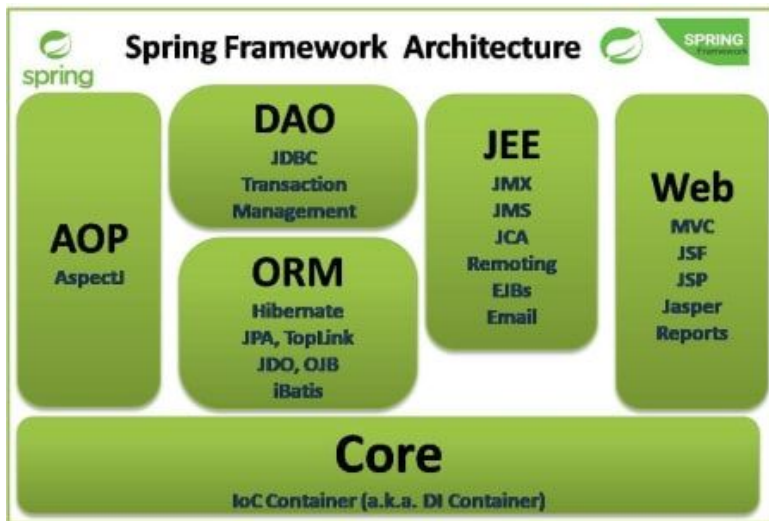 spring
Spring Framework Architecture
SPRING
Framework
AOP
AspectJ
DAO
JDBC
Transaction
Management
ORM
Hibernate
JPA, TopLink
JDO, OJB
iBatis
JEE
JMX
JMS
JCA
Remoting
EJBs
Email
Web
MVC
JSF
JSP
Jasper
Reports
Core
IoC Container (a.k.a. DI Container)